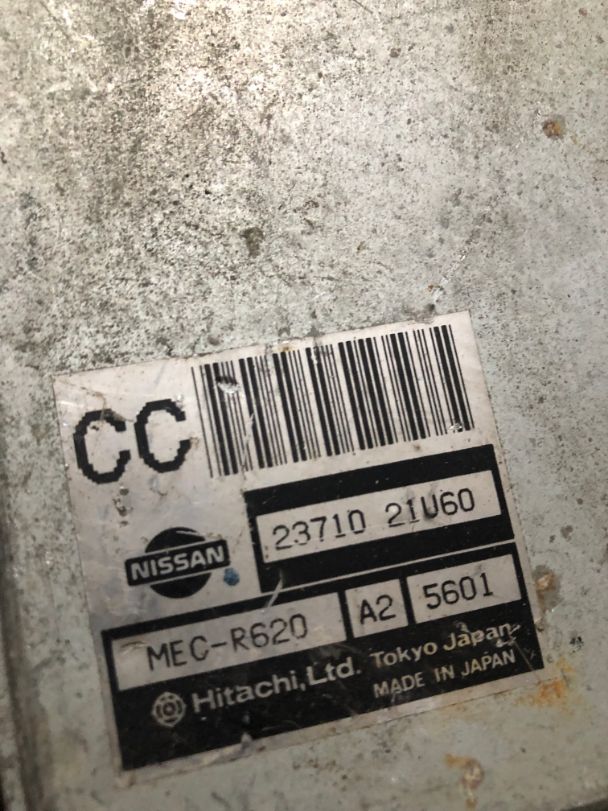 CC
23710 21U60
NISSAN
MEC-R620 A2 5601
Hitachi, Ltd. Tokyo Japan
MADE IN JAPAN